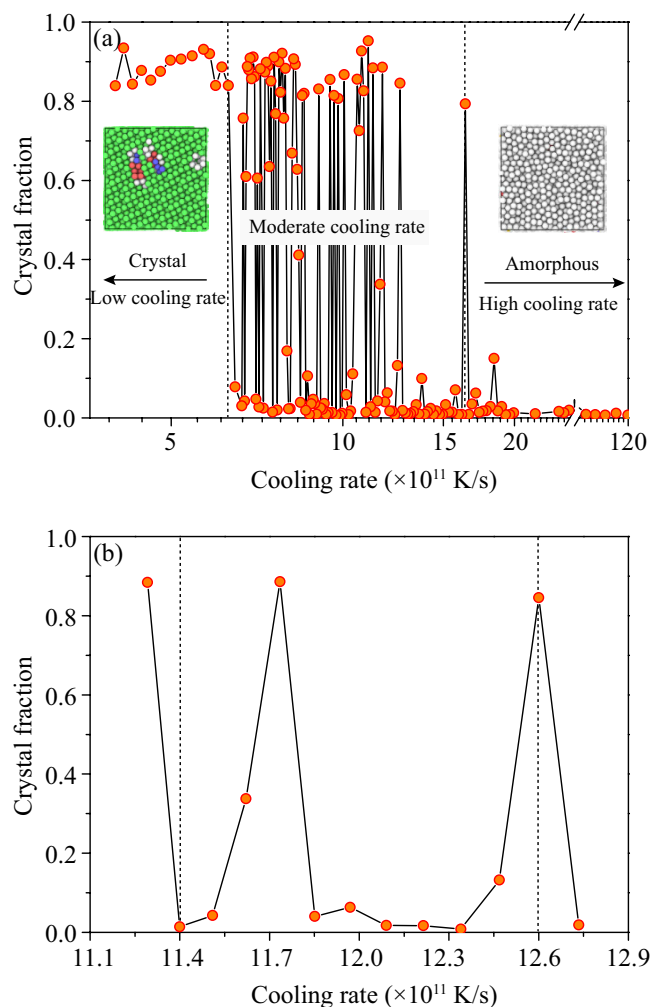 (a)
1.0
0.8
0.6
0.4
0.2
0.0
Crystal fraction
Moderate cooling rate
Crystal
Low cooling rate
Amorphous
High cooling rate
5 10 15 20 120
Cooling rate (×10¹¹ K/s)
(b)
1.0
0.8
0.6
0.4
0.2
0.0
Crystal fraction
11.1 11.4 11.7 12.0 12.3 12.6 12.9
Cooling rate (×10¹¹ K/s)